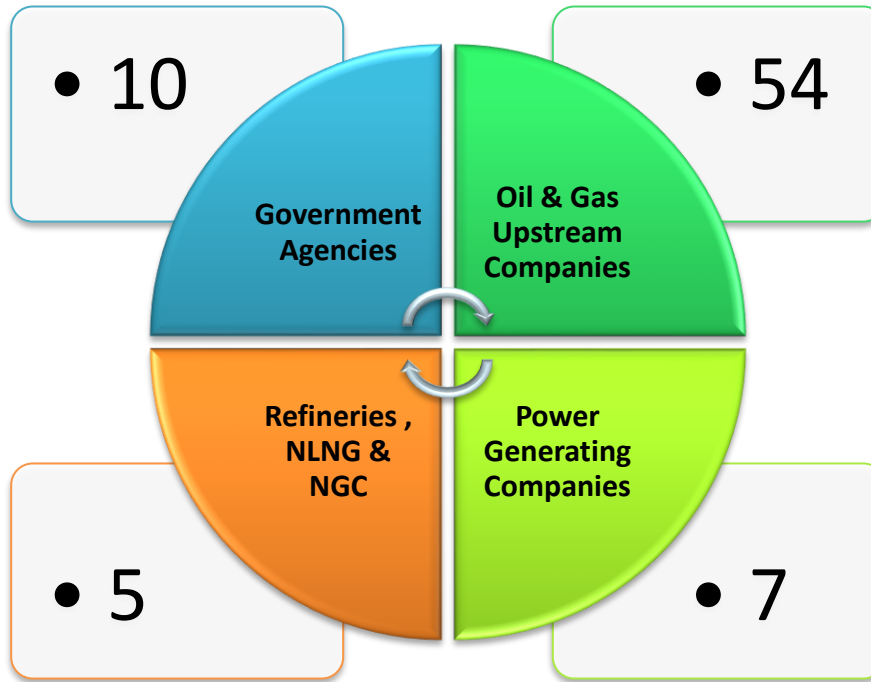 • 10
• 54
Government
Agencies
Oil & Gas
Upstream
Companies
Refineries ,
NLNG &
NGC
Power
Generating
Companies
• 5
• 7